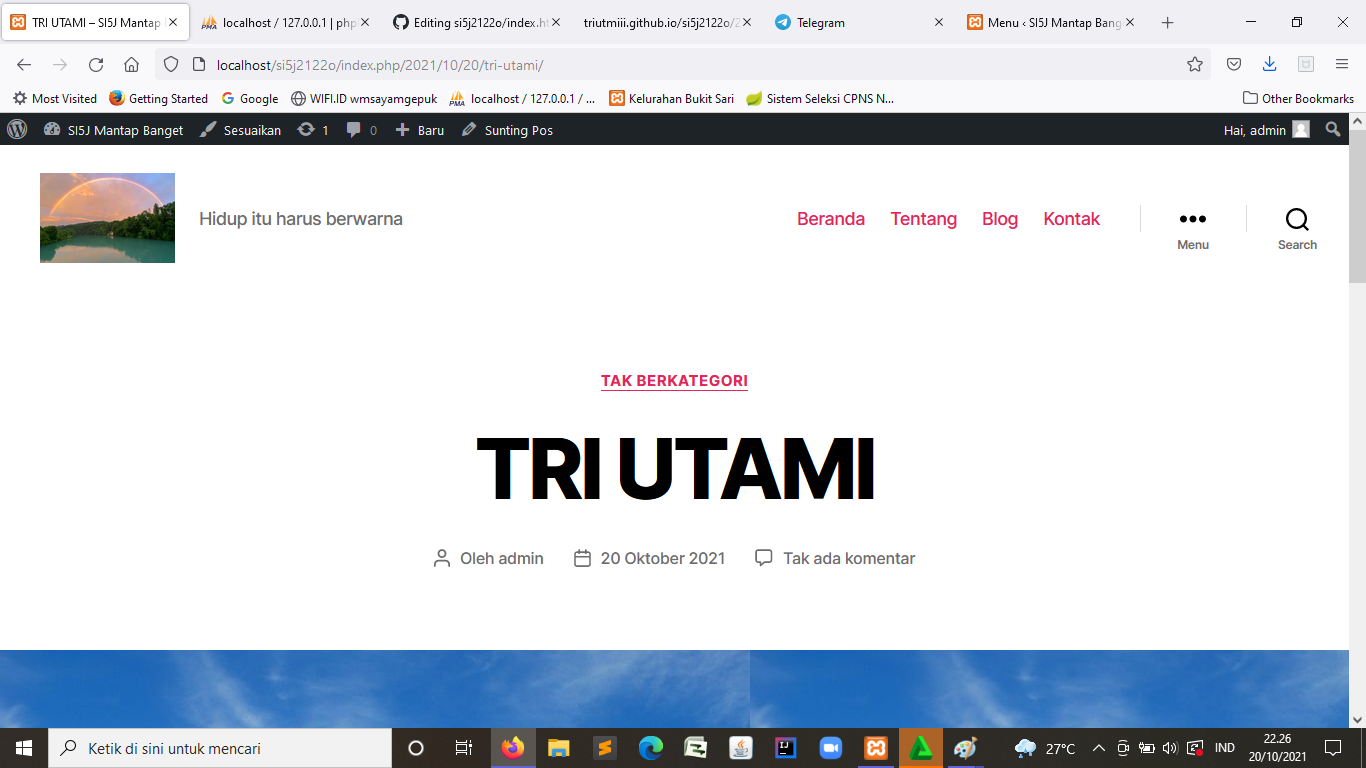 TRI UTAMI – SI5J Mantap
localhost / 127.0.0.1 | php
Editing si5j2122o/index.ht
triutmiii.github.io/si5j2122o/2
Telegram
Menu ‹ SI5J Mantap Bang
localhost/si5j2122o/index.php/2021/10/20/tri-utami/
Most Visited
Getting Started
Google
WIFI.ID wmsayamgepuk
PMA
localhost / 127.0.0.1 / ...
Kelurahan Bukit Sari
Sistem Seleksi CPNS N...
Other Bookmarks
SI5J Mantap Banget
Sesuaikan
1
0
Baru
Sunting Pos
Hai, admin
Hidup itu harus berwarna
Beranda
Tentang
Blog
Kontak
Menu
Search
TAK BERKATEGORI
TRI UTAMI
Oleh admin
20 Oktober 2021
Tak ada komentar
Ketik di sini untuk mencari
27°C
IND
22.26
20/10/2021